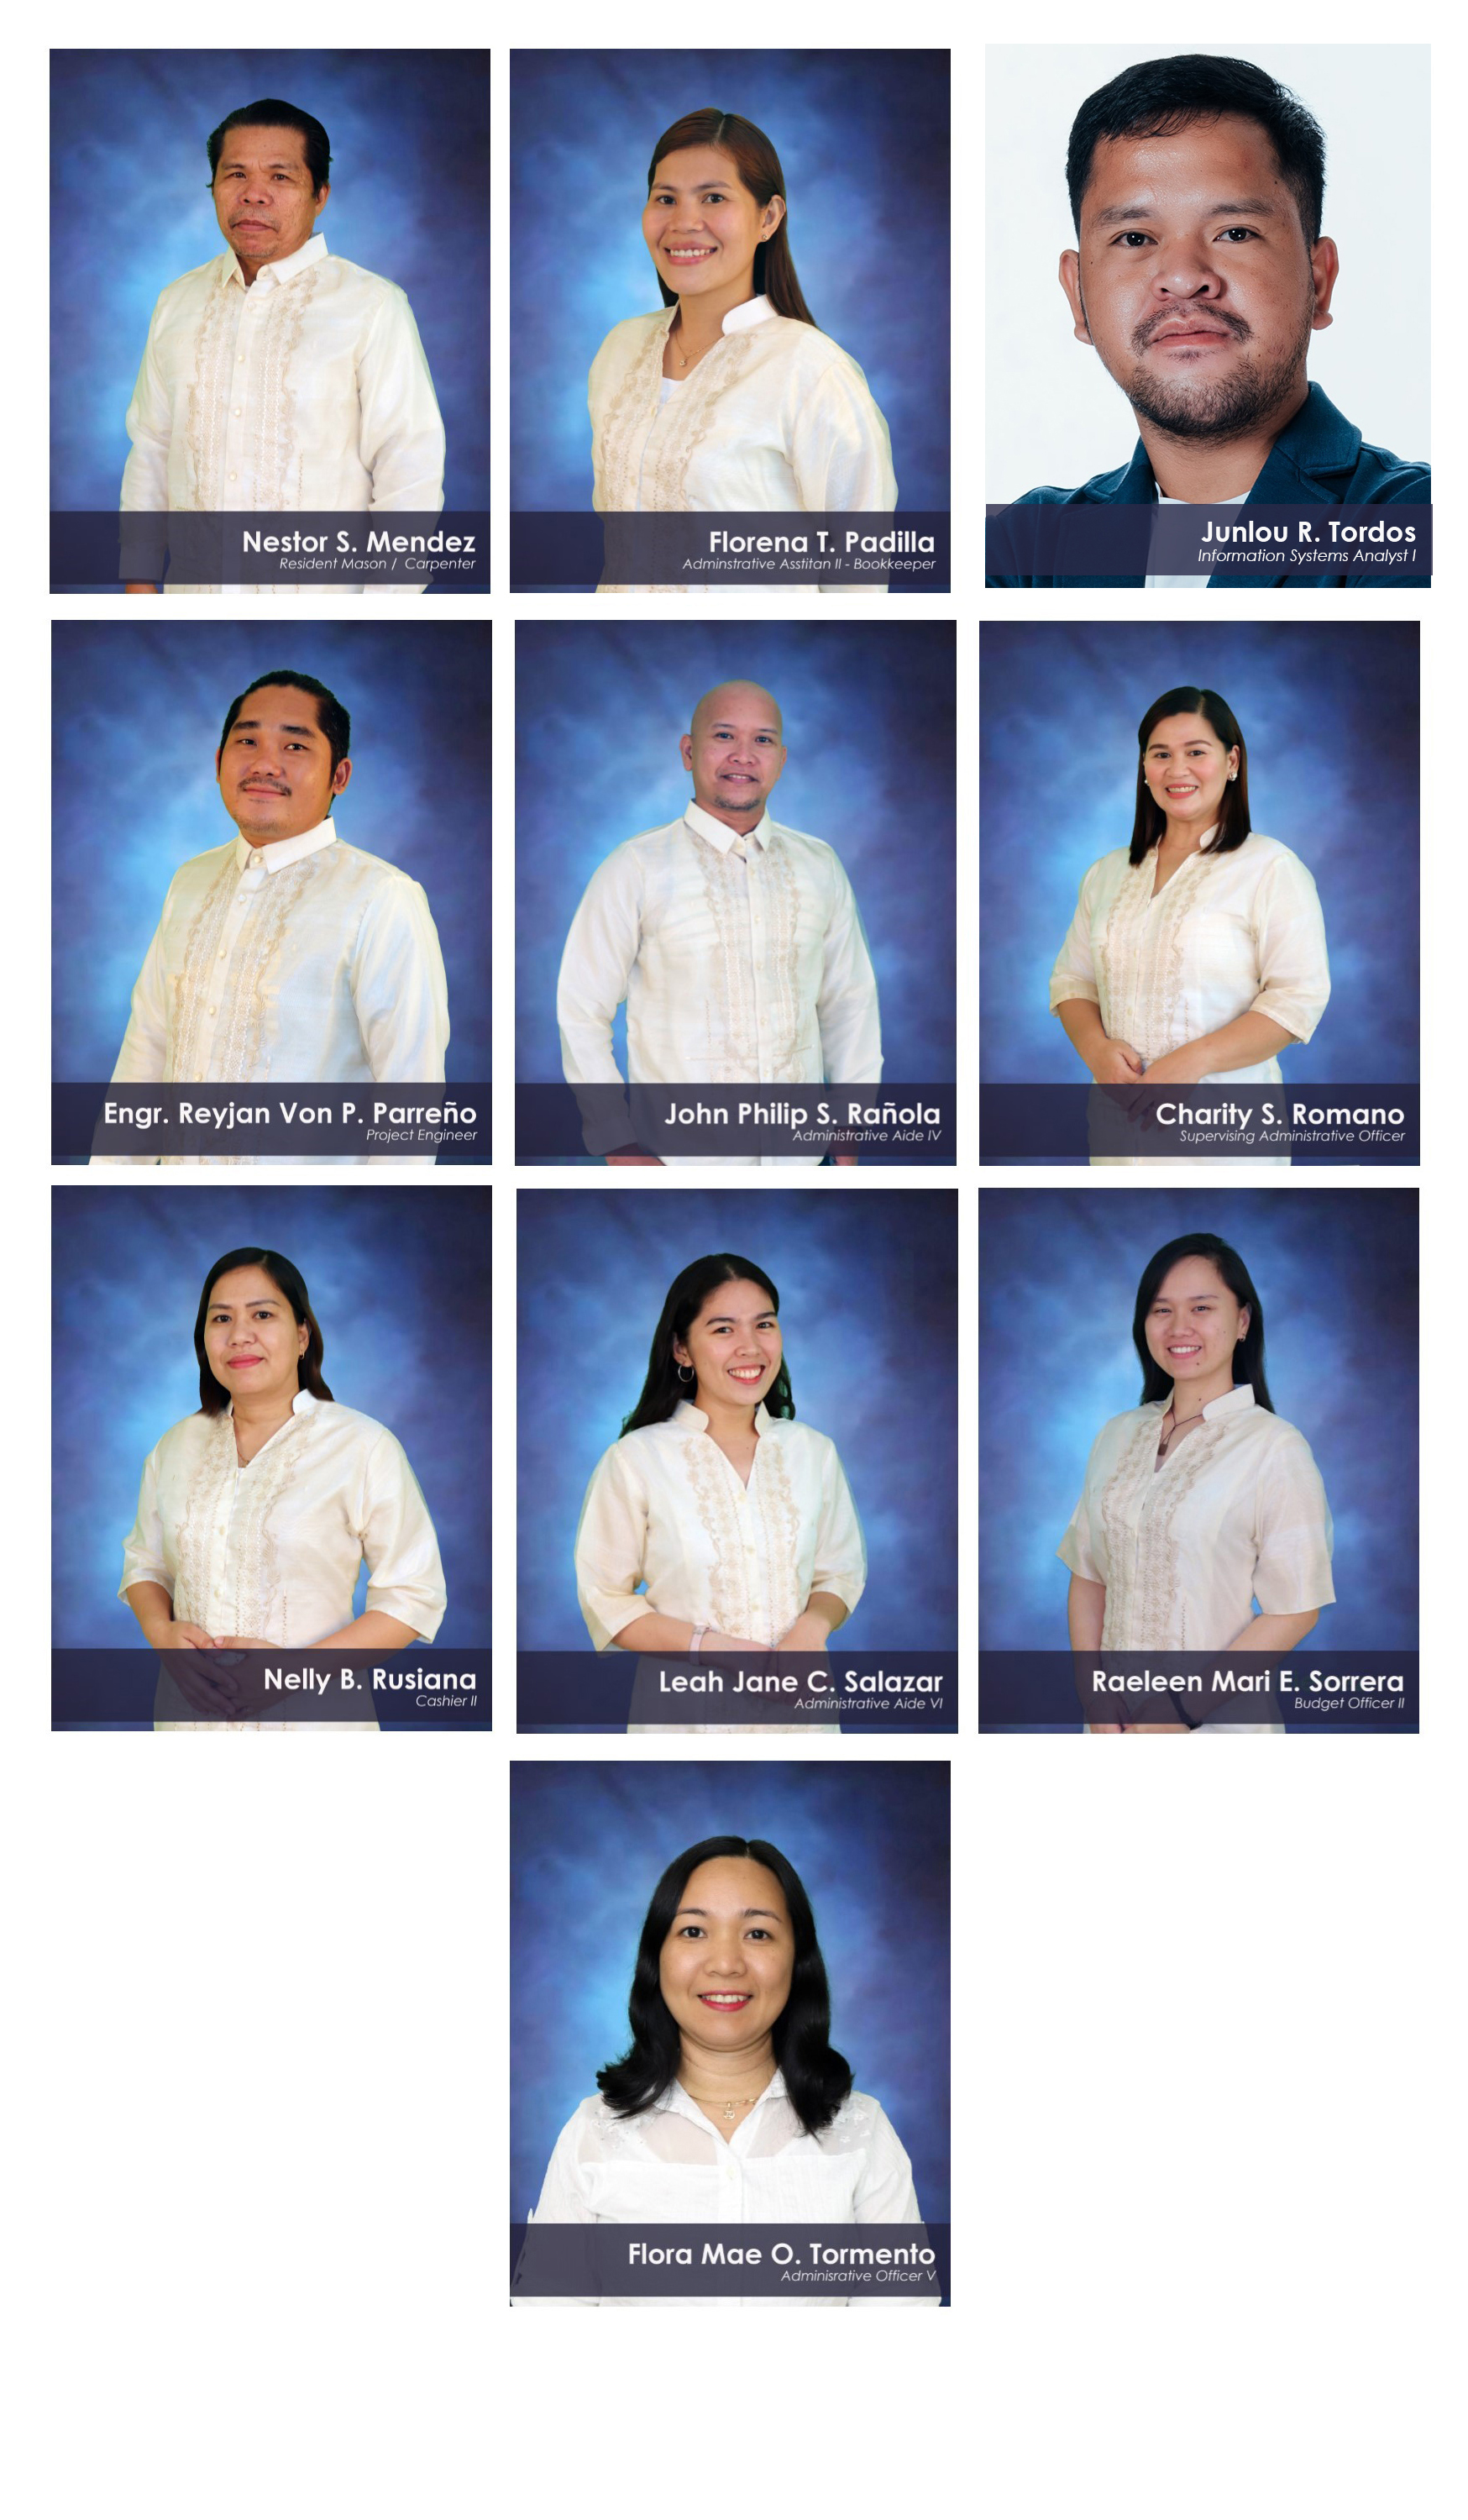 Nestor S. Mendez
Resident Mason / Carpenter
Florena T. Padilla
Adminstrative Asstitan II - Bookkeeper
Junlou R. Tordos
Information Systems Analyst I
Engr. Reyjan Von P. Parreño
Project Engineer
John Philip S. Rañola
Administrative Aide IV
Charity S. Romano
Supervising Administrative Officer
Nelly B. Rusiana
Cashier II
Leah Jane C. Salazar
Administrative Aide VI
Raeleen Mari E. Sorrera
Budget Officer II
Flora Mae O. Tormento
Adminisrative Officer V